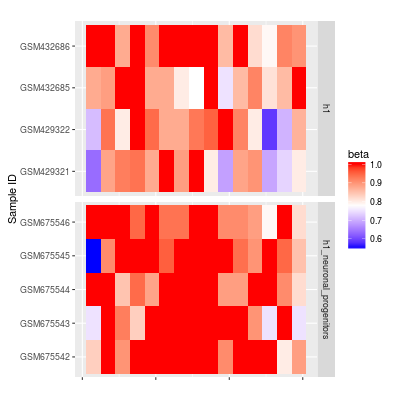 GSM432686
GSM432685
GSM429322
GSM429321
h1
GSM675546
GSM675545
GSM675544
GSM675543
GSM675542
h1_neuronal_progenitors
Sample ID
beta
1.0
0.9
0.8
0.7
0.6